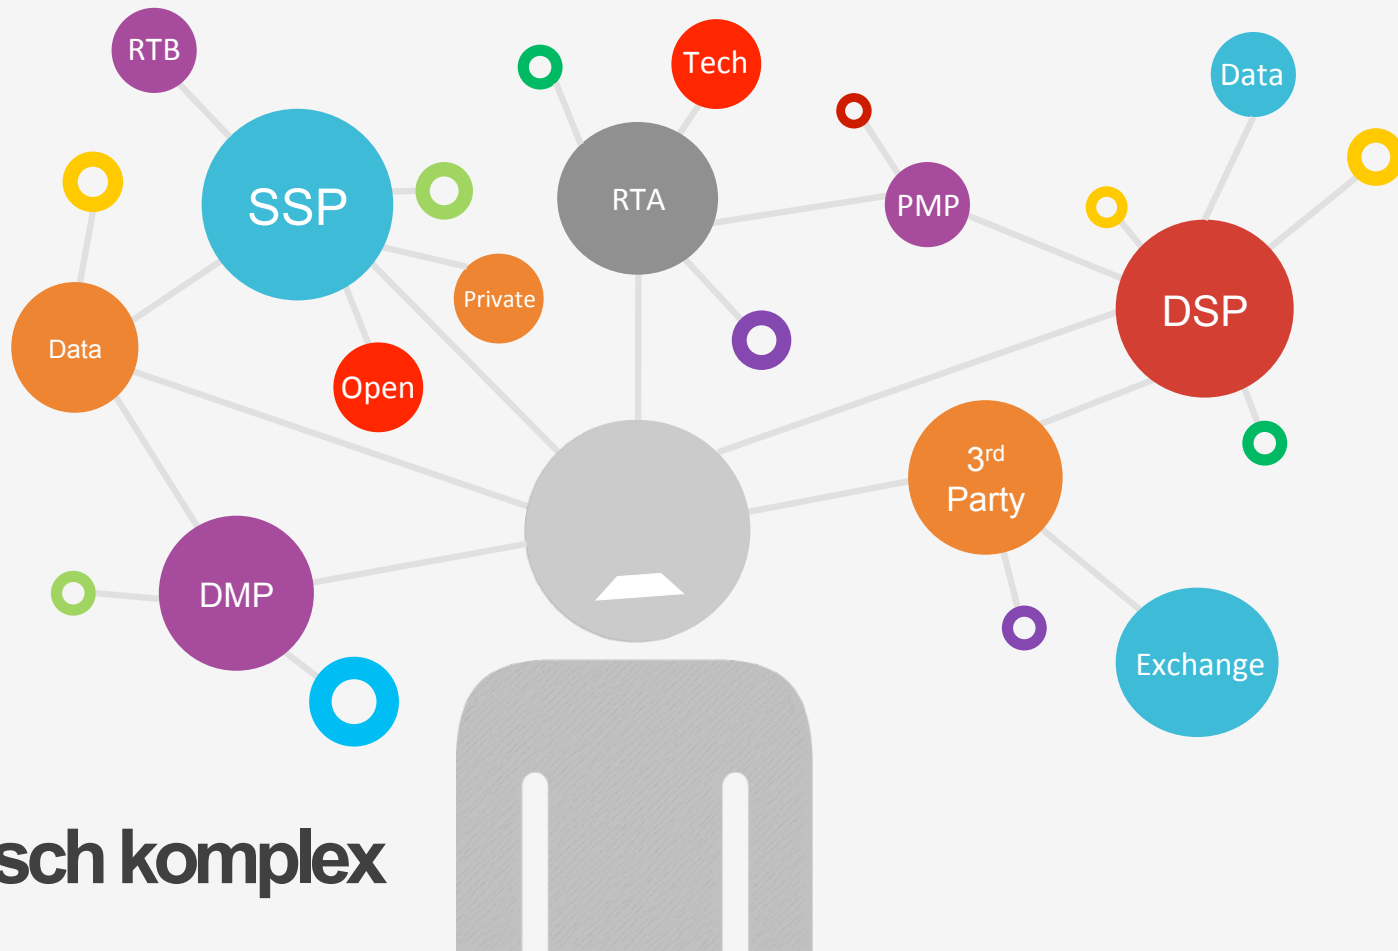 RTB
Tech
Data
SSP
RTA
PMP
Private
DSP
Data
Open
3rd
Party
DMP
Exchange
sch komplex